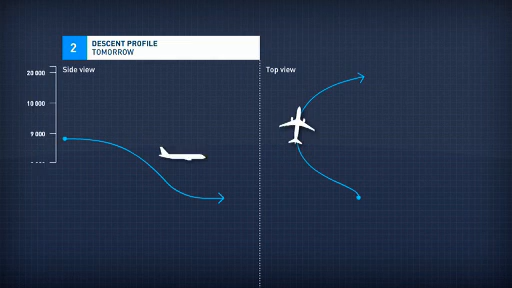 2
DESCENT PROFILE
TOMORROW
Side view
Top view
20 000
10 000
9 000